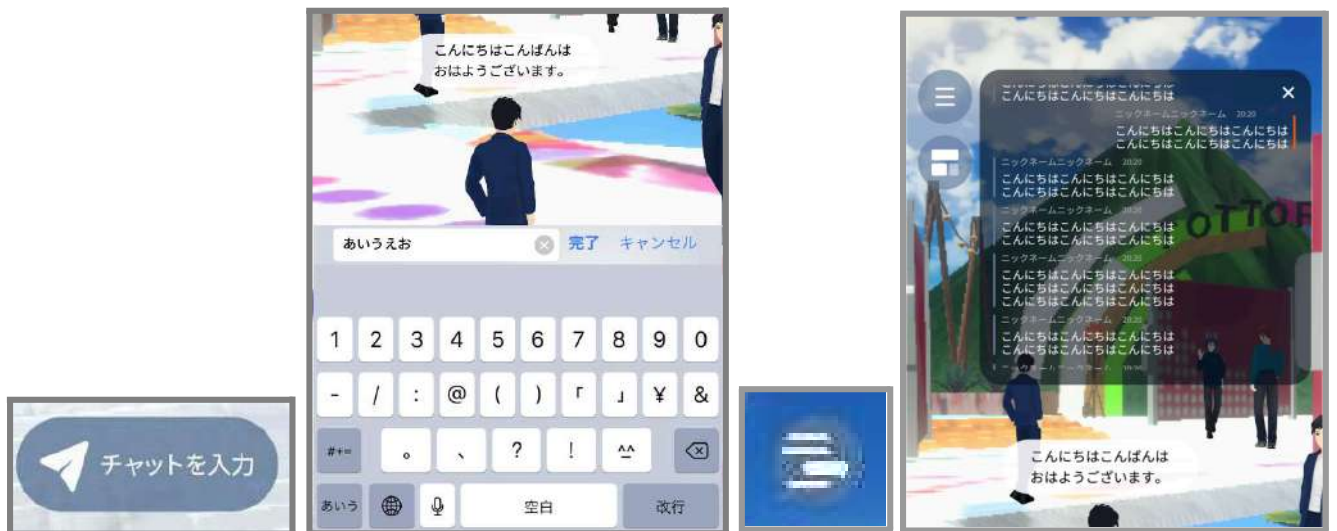 チャットを入力
こんにちはこんばんは
おはようございます。
あいうえお
完了
キャンセル
1 2 3 4 5 6 7 8 9 0
- / : @ ( ) 「 」 ¥ &
#+= 。 、 ? ! ^^
あいう 空白 改行
こんにちはこんにちはこんにちは
ニックネームニックネーム 20:20
こんにちはこんにちはこんにちは
こんにちはこんにちはこんにちは
ニックネームニックネーム 20:20
こんにちはこんにちはこんにちは
こんにちはこんにちはこんにちは
ニックネームニックネーム 20:20
こんにちはこんにちはこんにちは
こんにちはこんにちはこんにちは
ニックネームニックネーム 20:20
こんにちはこんにちはこんにちは
こんにちはこんにちはこんにちは
こんにちはこんにちはこんにちは
ニックネームニックネーム 20:20
こんにちはこんにちはこんにちは
こんにちはこんにちはこんにちは
OTTO
こんにちはこんばんは
おはようございます。